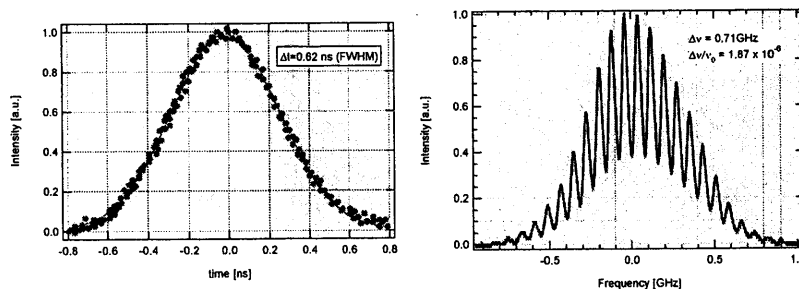 1.0
0.8
0.6
0.4
0.2
0.0
Intensity [a.u.]
Δt=0.62 ns (FWHM)
-0.8 -0.6 -0.4 -0.2 0.0 0.2 0.4 0.6 0.8
time [ns]
1.0
0.8
0.6
0.4
0.2
0.0
Intensity [a.u.]
Δν = 0.71GHz
Δν/ν₀ = 1.87 x 10⁻⁶
-0.5 0.0 0.5
Frequency [GHz]